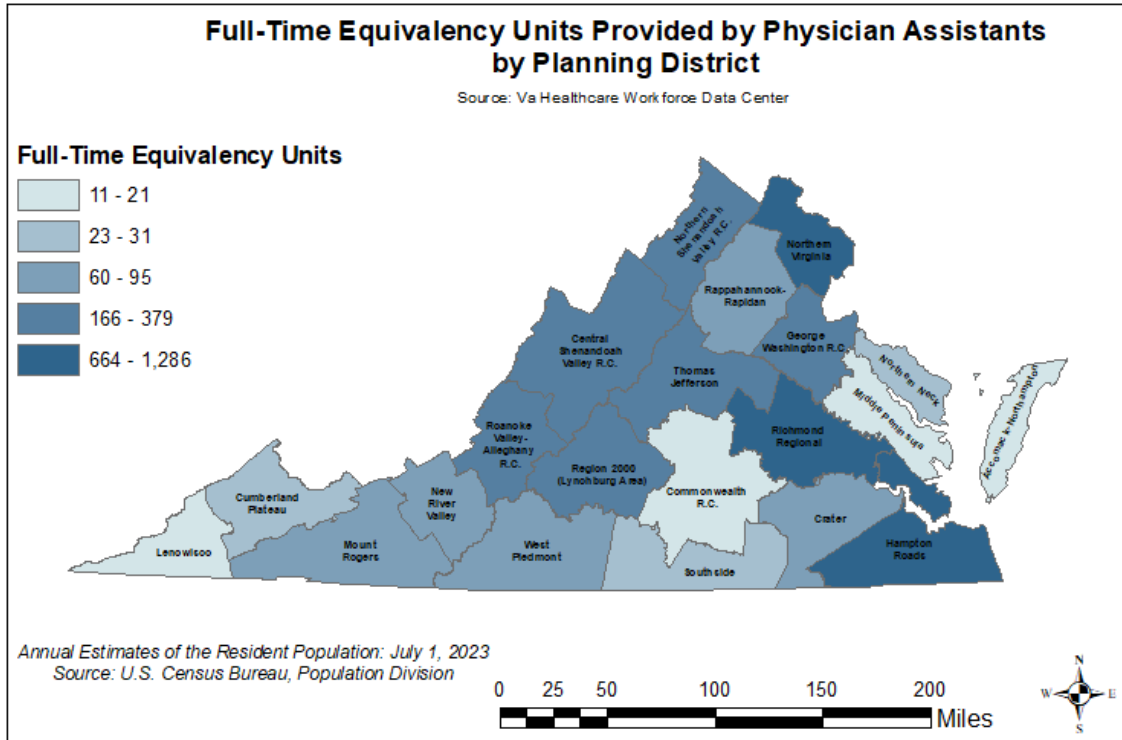 Full-Time Equivalency Units Provided by Physician Assistants
by Planning District
Source: Va Healthcare Workforce Data Center
Full-Time Equivalency Units
11 - 21
23 - 31
60 - 95
166 - 379
664 - 1,286
Northern
Shenandoah
Valley R.C.
Northern
Virginia
Rappahannock-
Rapidan
Central
Shenandoah
Valley R.C.
George
Washington R.C.
Northern Neck
Thomas
Jefferson
Middle Peninsula
Accomack-Northampton
Roanoke
Valley-
Alleghany
R.C.
Richmond
Regional
Region 2000
(Lynchburg Area)
Commonwealth
R.C.
Cumberland
Plateau
New
River
Valley
Crater
Lenowisco
Mount
Rogers
West
Piedmont
Southside
Hampton
Roads
Annual Estimates of the Resident Population: July 1, 2023
Source: U.S. Census Bureau, Population Division
0 25 50 100 150 200
Miles
N
W E
S